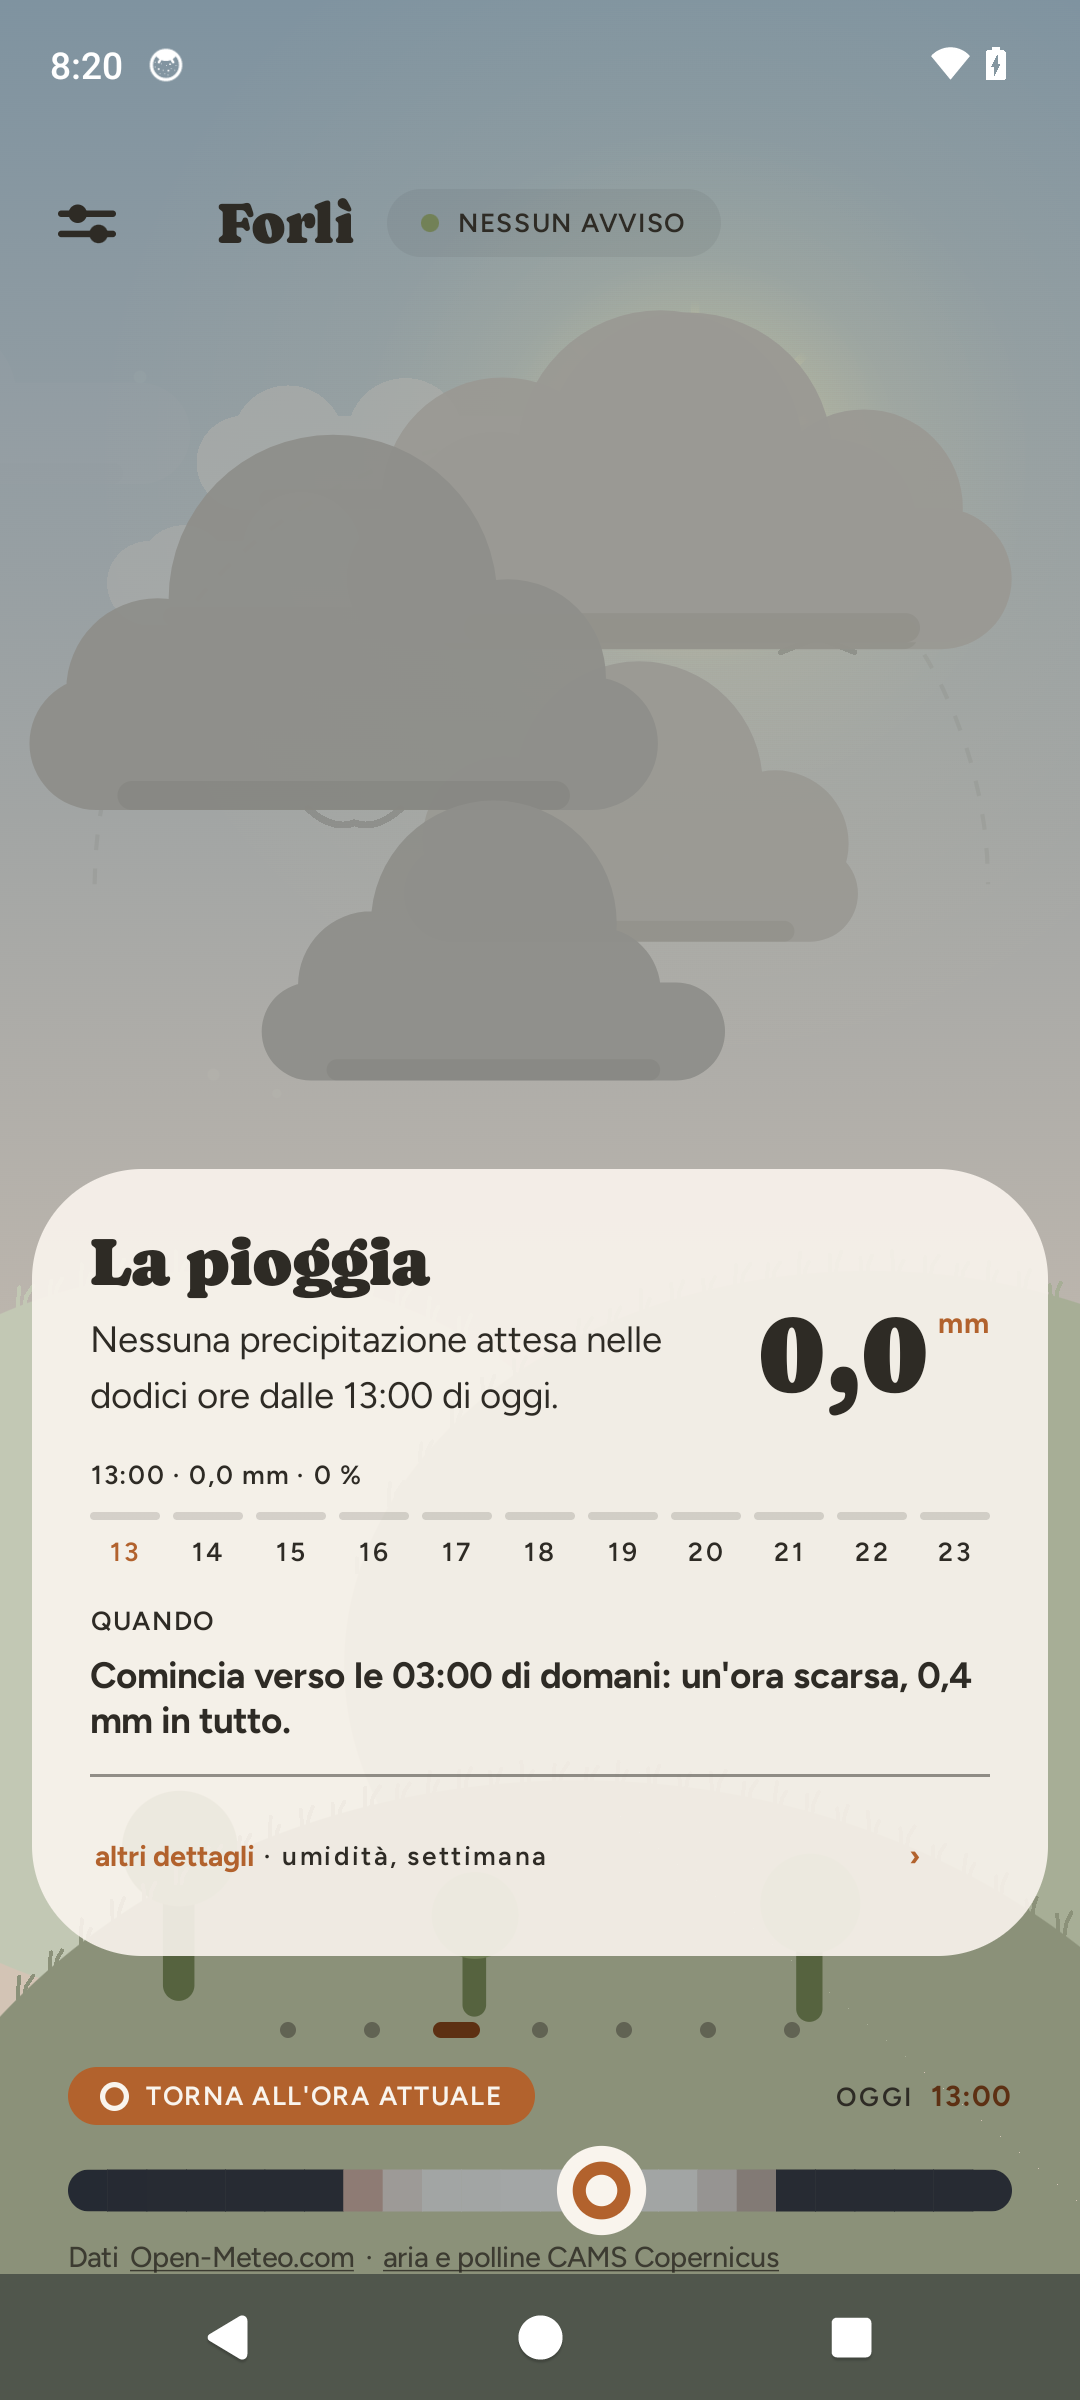 8:20
Forlì
NESSUN AVVISO
La pioggia
Nessuna precipitazione attesa nelle
dodici ore dalle 13:00 di oggi.
0,0 mm
13:00 · 0,0 mm · 0 %
13 14 15 16 17 18 19 20 21 22 23
QUANDO
Comincia verso le 03:00 di domani: un'ora scarsa, 0,4
mm in tutto.
altri dettagli · umidità, settimana ›
TORNA ALL'ORA ATTUALE
OGGI 13:00
Dati Open-Meteo.com · aria e polline CAMS Copernicus